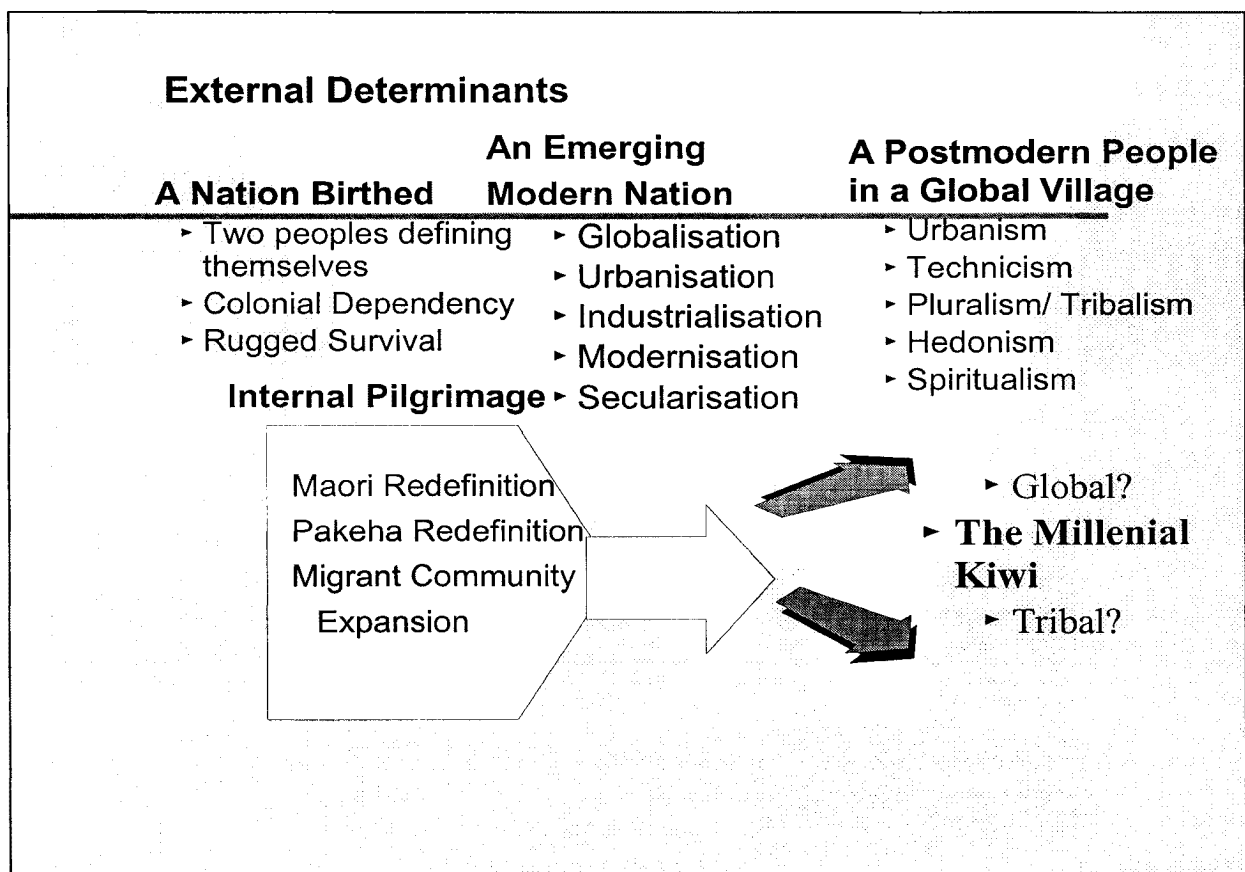 External Determinants
A Nation Birthed
► Two peoples defining
themselves
► Colonial Dependency
► Rugged Survival
An Emerging
Modern Nation
► Globalisation
► Urbanisation
► Industrialisation
► Modernisation
► Secularisation
A Postmodern People
in a Global Village
► Urbanism
► Technicism
► Pluralism/ Tribalism
► Hedonism
► Spiritualism
Internal Pilgrimage
Maori Redefinition
Pakeha Redefinition
Migrant Community
Expansion
► Global?
► The Millenial
Kiwi
► Tribal?